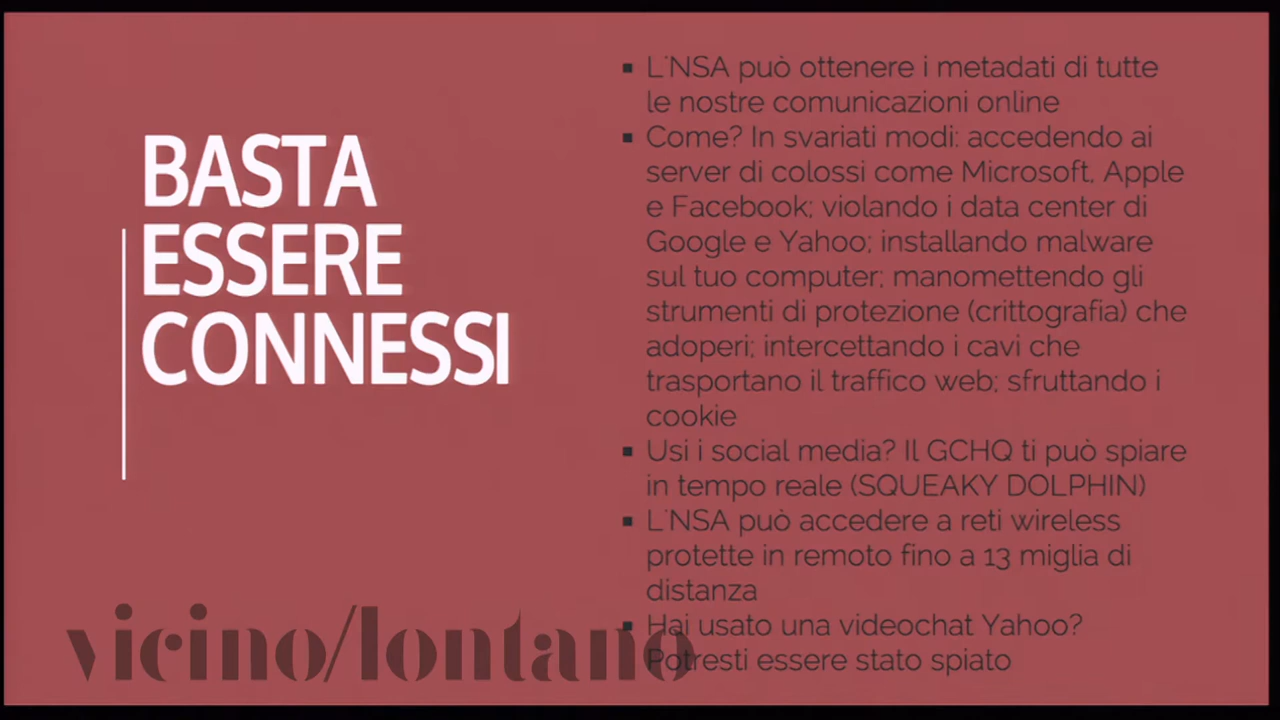 BASTA
ESSERE
CONNESSI
▪ L'NSA può ottenere i metadati di tutte
le nostre comunicazioni online
▪ Come? In svariati modi: accedendo ai
server di colossi come Microsoft, Apple
e Facebook; violando i data center di
Google e Yahoo; installando malware
sul tuo computer; manomettendo gli
strumenti di protezione (crittografia) che
adoperi; intercettando i cavi che
trasportano il traffico web; sfruttando i
cookie
▪ Usi i social media? Il GCHQ ti può spiare
in tempo reale (SQUEAKY DOLPHIN)
▪ L'NSA può accedere a reti wireless
protette in remoto fino a 13 miglia di
distanza
▪ Hai usato una videochat Yahoo?
Potresti essere stato spiato
vicino/lontano